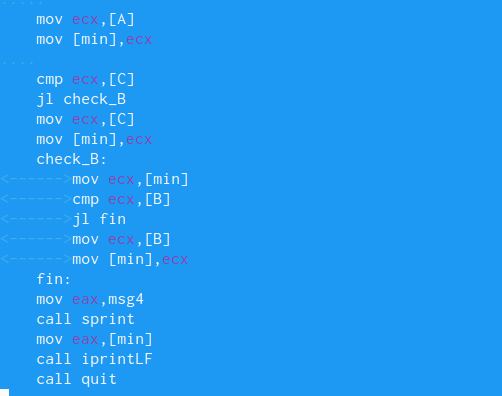 .....
mov ecx,[A]
mov [min],ecx
....
cmp ecx,[C]
jl check_B
mov ecx,[C]
mov [min],ecx
check_B:
<------>mov ecx,[min]
<------>cmp ecx,[B]
<------>jl fin
<------>mov ecx,[B]
<------>mov [min],ecx
fin:
mov eax,msg4
call sprint
mov eax,[min]
call iprintLF
call quit